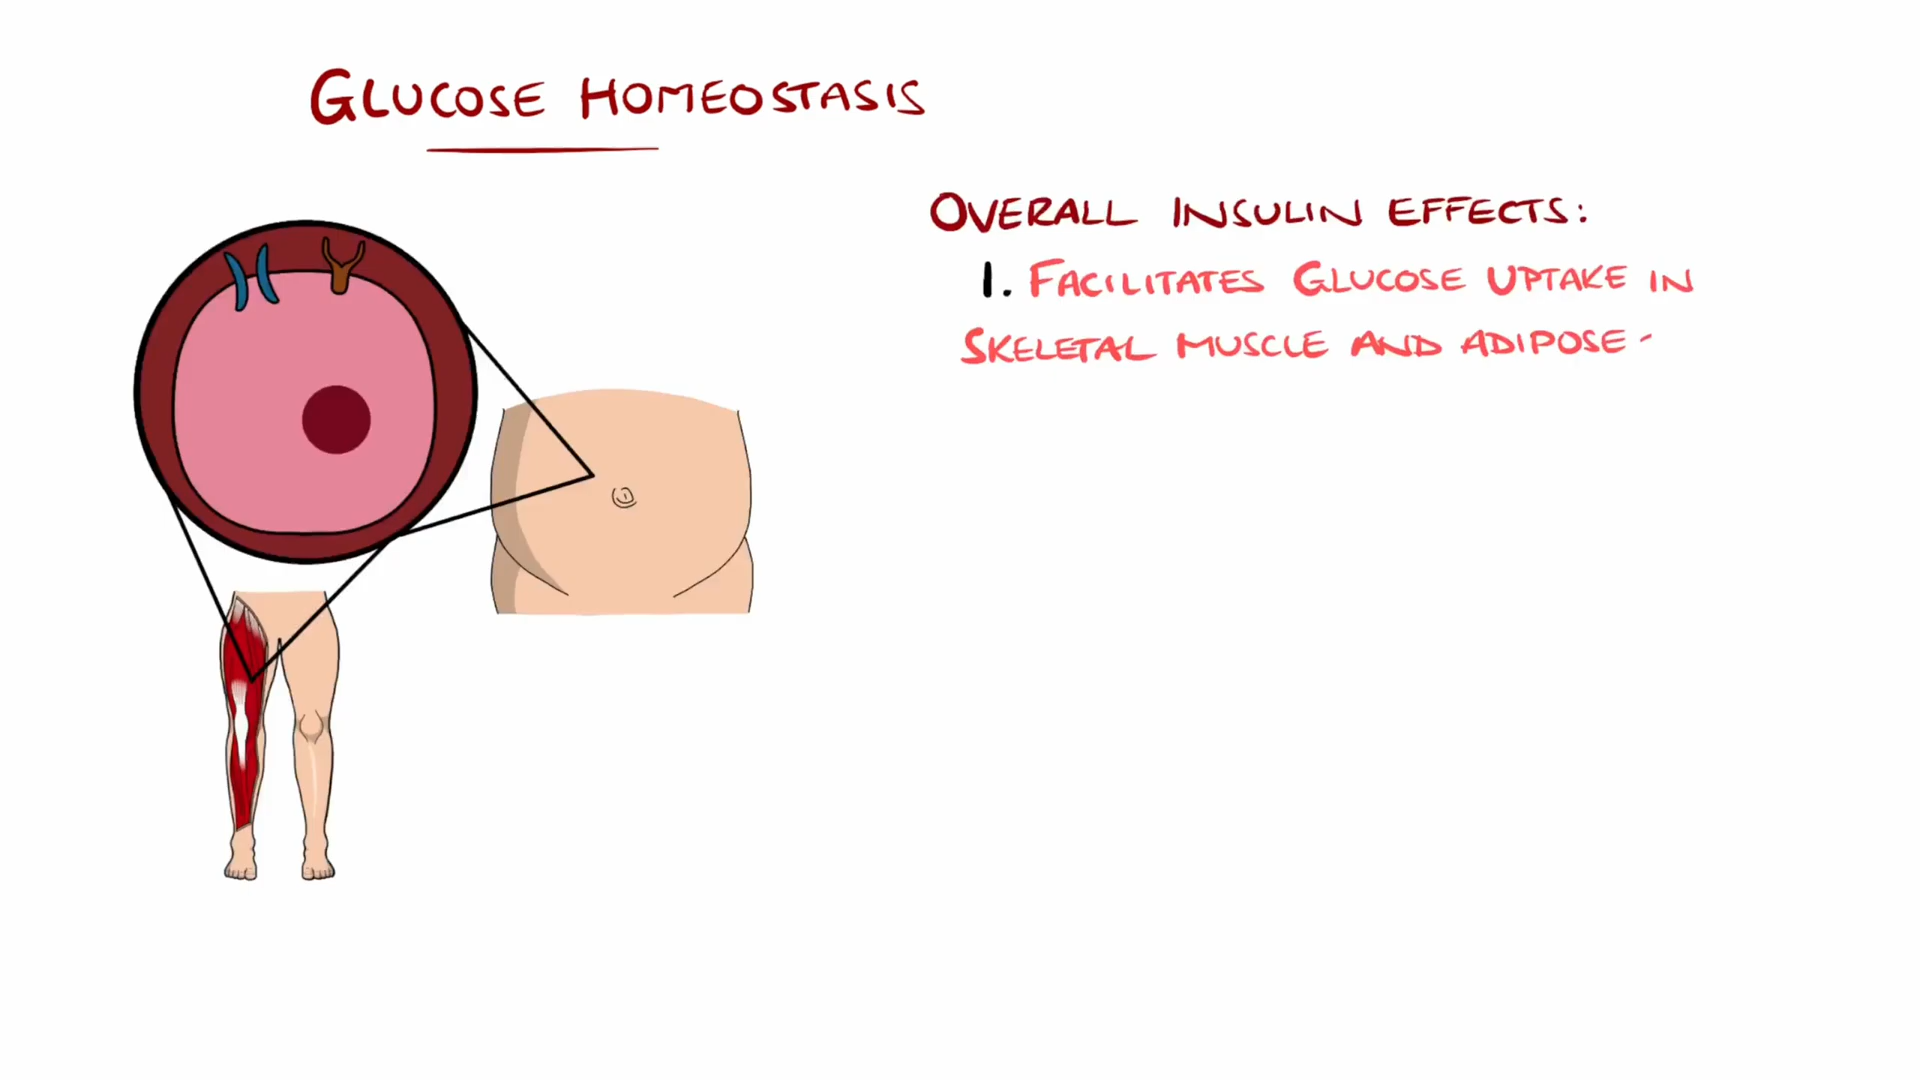 GLUCOSE HOMEOSTASIS
OVERALL INSULIN EFFECTS:
1. FACILITATES GLUCOSE UPTAKE IN
SKELETAL MUSCLE AND ADIPOSE -